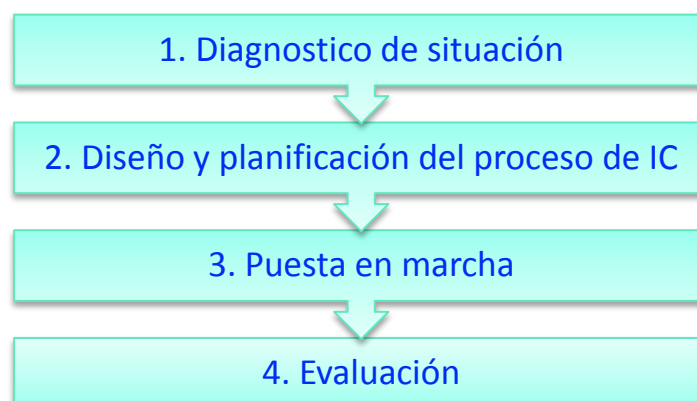 1. Diagnostico de situación
2. Diseño y planificación del proceso de IC
3. Puesta en marcha
4. Evaluación